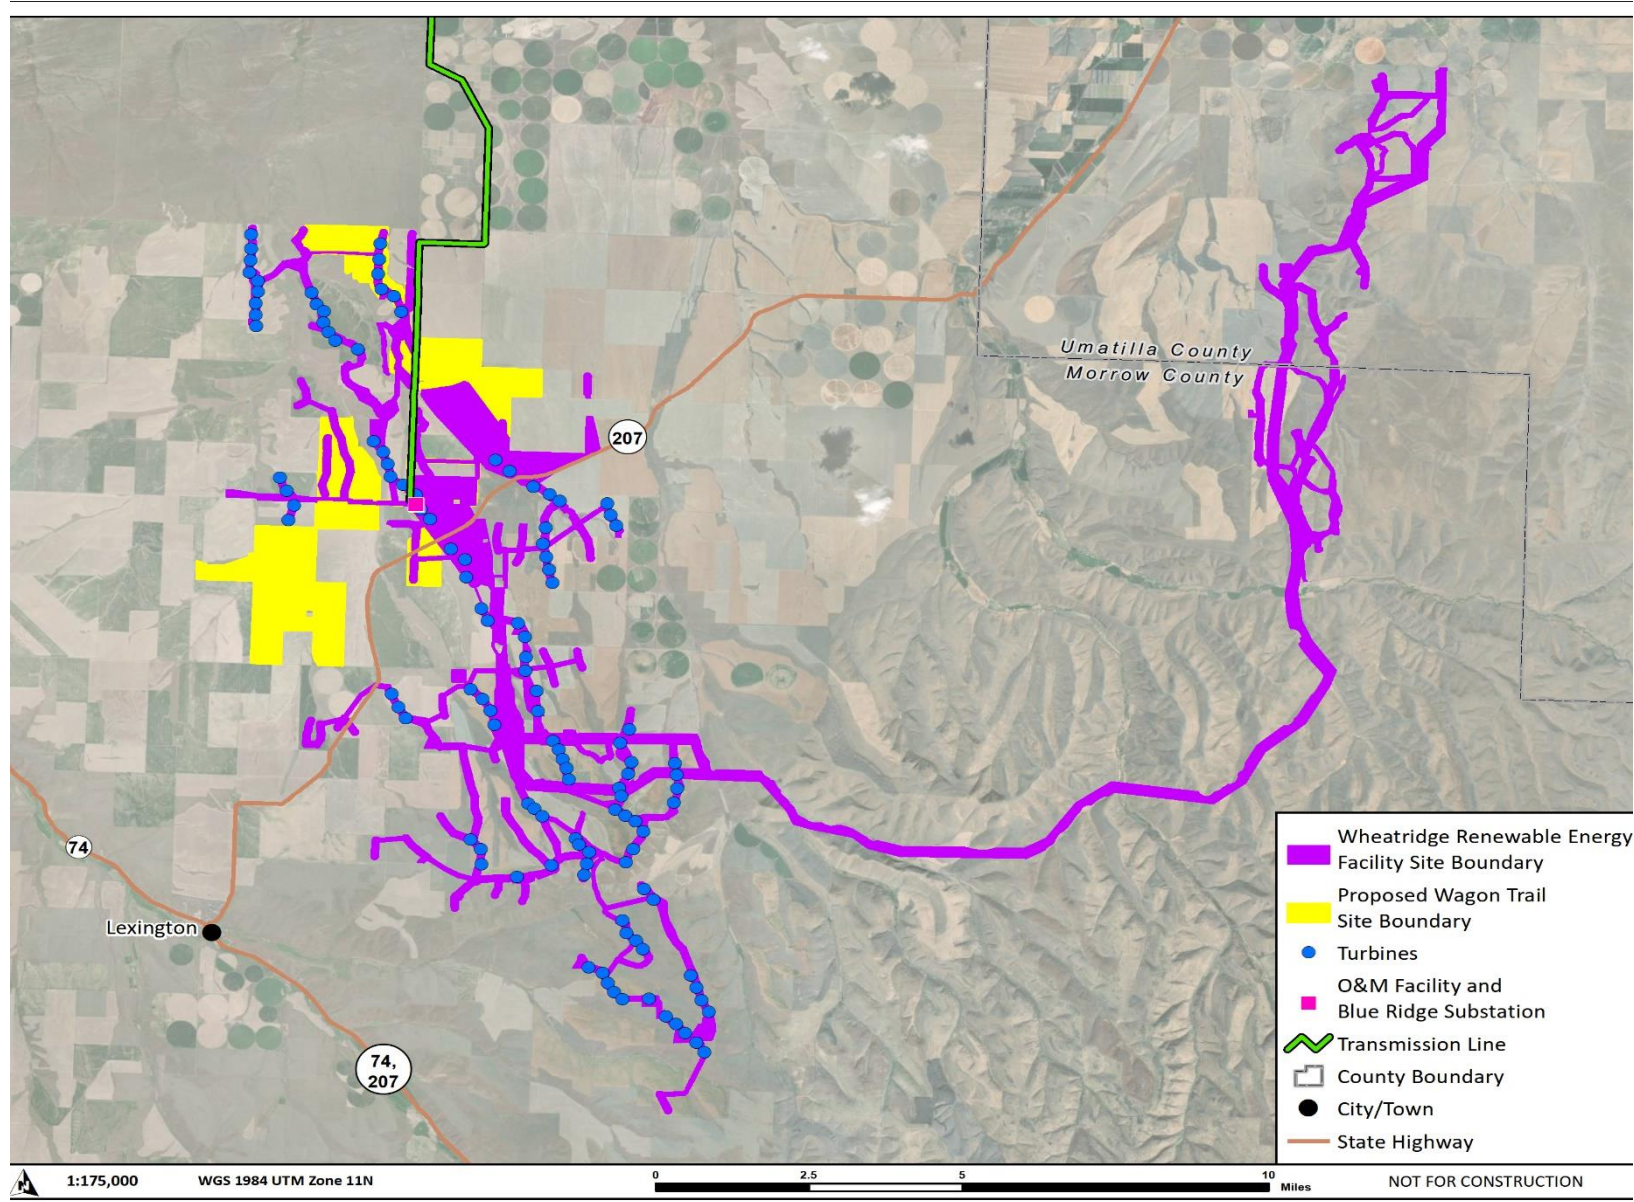 Umatilla County
Morrow County
207
74
Lexington
74,
207
Wheatridge Renewable Energy
Facility Site Boundary
Proposed Wagon Trail
Site Boundary
Turbines
O&M Facility and
Blue Ridge Substation
Transmission Line
County Boundary
City/Town
State Highway
N
1:175,000
WGS 1984 UTM Zone 11N
0 2.5 5 10
Miles
NOT FOR CONSTRUCTION